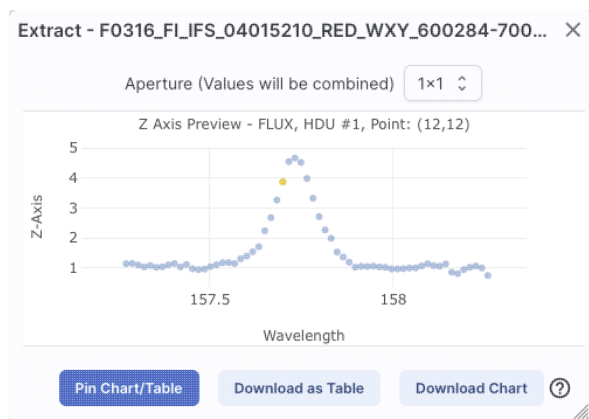 Extract - F0316_FI_IFS_04015210_RED_WXY_600284-700...
Aperture (Values will be combined) 1×1
Z Axis Preview - FLUX, HDU #1, Point: (12,12)
5
4
3
2
1
Z-Axis
157.5 158
Wavelength
Pin Chart/Table Download as Table Download Chart ?